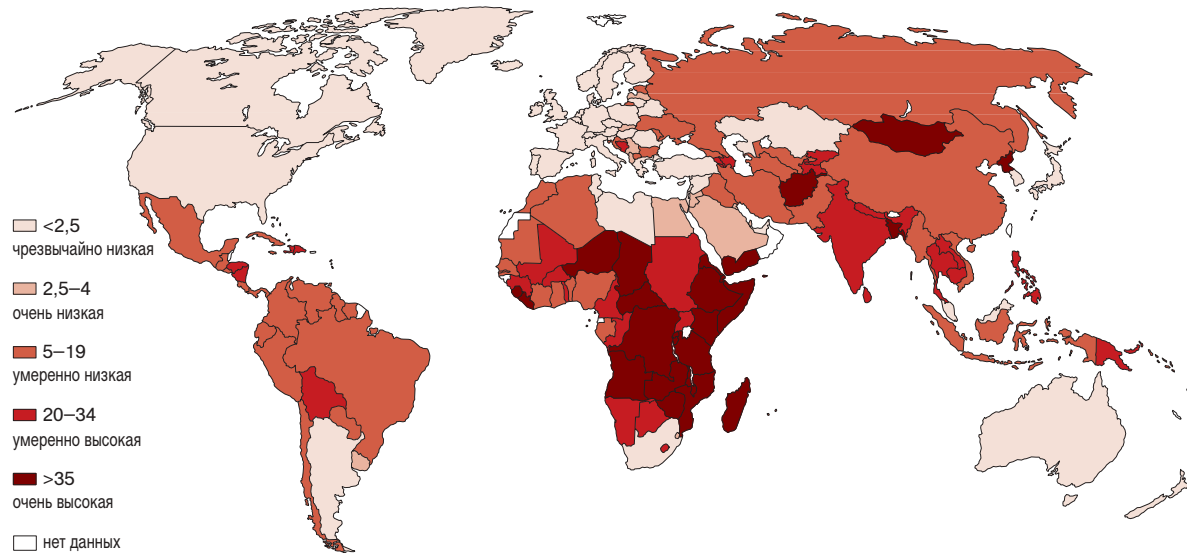 <2,5
чрезвычайно низкая
2,5–4
очень низкая
5–19
умеренно низкая
20–34
умеренно высокая
>35
очень высокая
нет данных